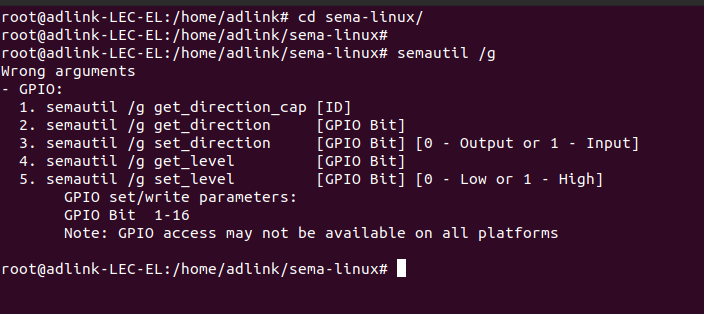 root@adlink-LEC-EL:/home/adlink# cd sema-linux/
root@adlink-LEC-EL:/home/adlink/sema-linux#
root@adlink-LEC-EL:/home/adlink/sema-linux# semautil /g
Wrong arguments
- GPIO:
  1. semautil /g get_direction_cap [ID]
  2. semautil /g get_direction     [GPIO Bit]
  3. semautil /g set_direction     [GPIO Bit] [0 - Output or 1 - Input]
  4. semautil /g get_level         [GPIO Bit]
  5. semautil /g set_level         [GPIO Bit] [0 - Low or 1 - High]
       GPIO set/write parameters:
       GPIO Bit  1-16
       Note: GPIO access may not be available on all platforms
root@adlink-LEC-EL:/home/adlink/sema-linux#